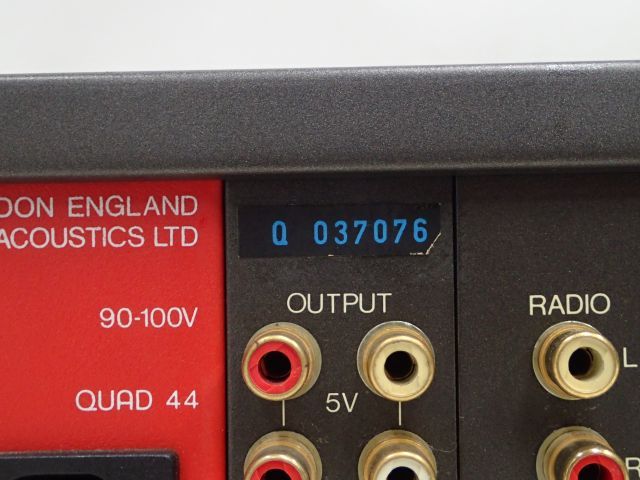 DON ENGLAND
ACOUSTICS LTD
90-100V
QUAD 44
Q 037076
OUTPUT
5V
RADIO
L
R